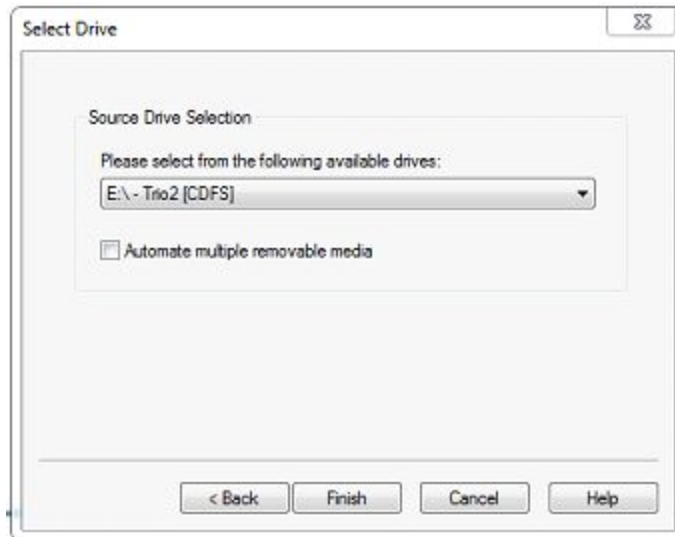 Select Drive
Source Drive Selection
Please select from the following available drives:
E:\ - Trio2 [CDFS]
Automate multiple removable media
< Back
Finish
Cancel
Help